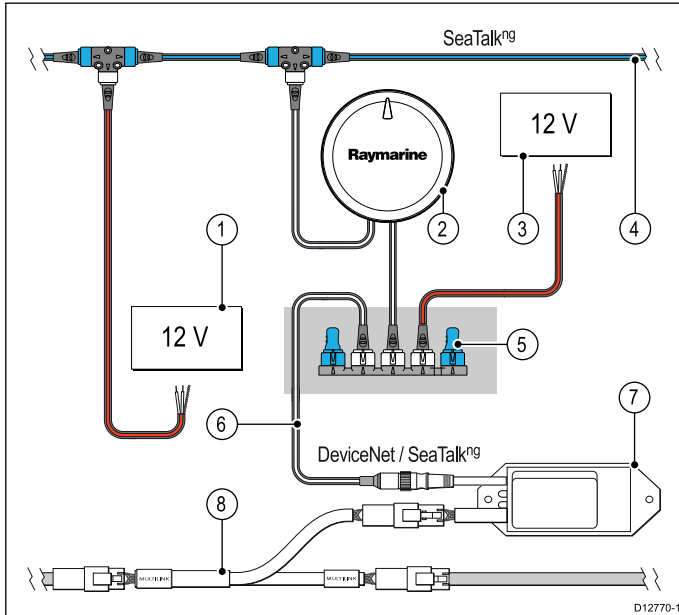 SeaTalkng
12 V
3
Raymarine
2
4
1
12 V
5
6
7
DeviceNet / SeaTalkng
8
MULTILINK
MULTILINK
D12770-1